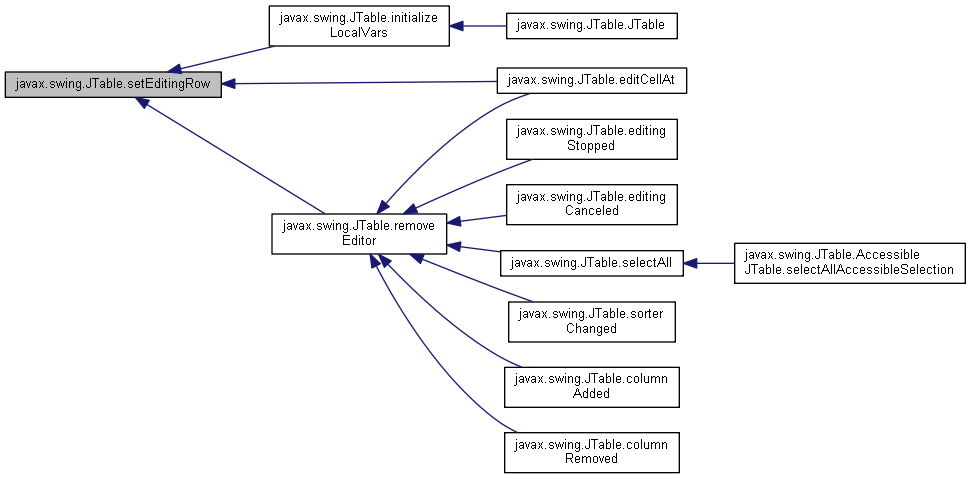 javax.swing.JTable.setEditingRow
javax.swing.JTable.initialize
LocalVars
javax.swing.JTable.JTable
javax.swing.JTable.editCellAt
javax.swing.JTable.remove
Editor
javax.swing.JTable.editing
Stopped
javax.swing.JTable.editing
Canceled
javax.swing.JTable.selectAll
javax.swing.JTable.Accessible
JTable.selectAllAccessibleSelection
javax.swing.JTable.sorter
Changed
javax.swing.JTable.column
Added
javax.swing.JTable.column
Removed